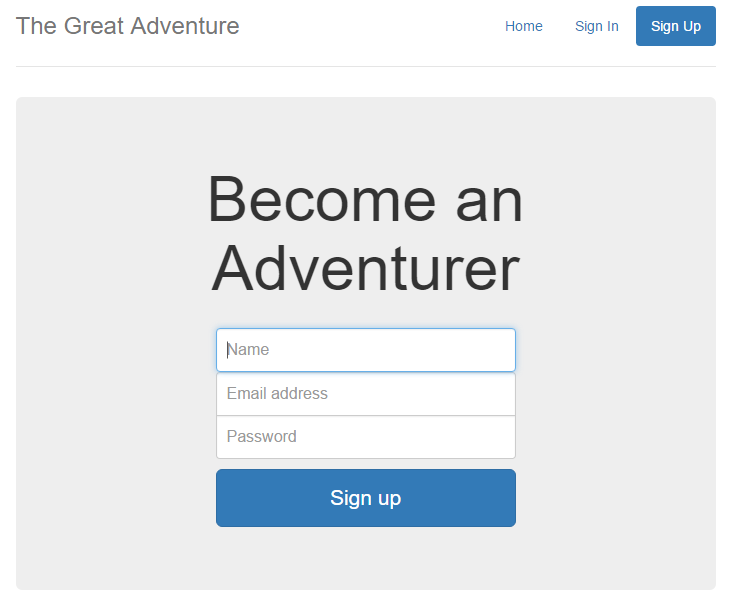 The Great Adventure
Home Sign In Sign Up
Become an
Adventurer
Name
Email address
Password
Sign up